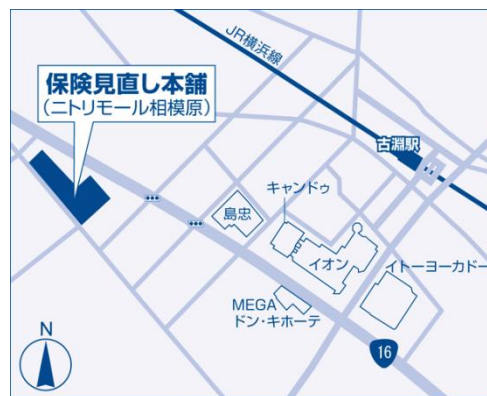 JR横浜線
保険見直し本舗
(ニトリモール相模原)
古淵駅
キャンドゥ
島忠
イオン
イトーヨーカドー
MEGA
ドン・キホーテ
16
N